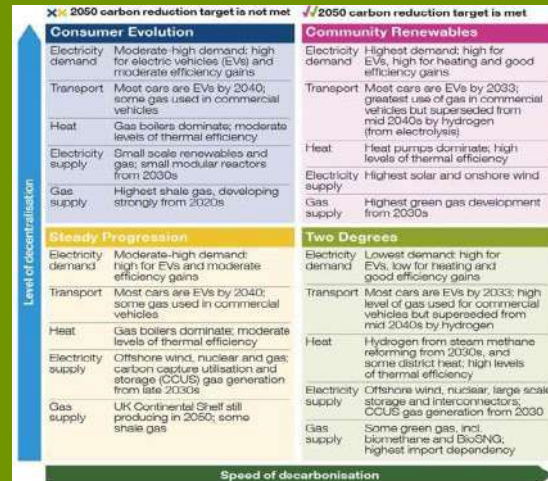 2050 carbon reduction target is not met
2050 carbon reduction target is met
Consumer Evolution
Electricity demand
Moderate-high demand: high
for electric vehicles (EVs) and
moderate efficiency gains
Transport
Most cars are EVs by 2040;
some gas used in commercial
vehicles
Heat
Gas boilers dominate; moderate
levels of thermal efficiency
Electricity supply
Small scale renewables and
gas; small modular reactors
from 2030s
Gas supply
Highest shale gas, developing
strongly from 2020s
Community Renewables
Electricity demand
Highest demand: high for
EVs, high for heating and good
efficiency gains
Transport
Most cars are EVs by 2033;
greatest use of gas in commercial
vehicles but superseded from
mid 2040s by hydrogen
(from electrolysis)
Heat
Heat pumps dominate; high
levels of thermal efficiency
Electricity supply
Highest solar and onshore wind
Gas supply
Highest green gas development
from 2030s
Steady Progression
Electricity demand
Moderate-high demand:
high for EVs and moderate
efficiency gains
Transport
Most cars are EVs by 2040;
some gas used in commercial
vehicles
Heat
Gas boilers dominate; moderate
levels of thermal efficiency
Electricity supply
Offshore wind, nuclear and gas;
carbon capture utilisation and
storage (CCUS) gas generation
from late 2030s
Gas supply
UK Continental Shelf still
producing in 2050; some
shale gas
Two Degrees
Electricity demand
Lowest demand: high for
EVs, low for heating and
good efficiency gains
Transport
Most cars are EVs by 2033; high
level of gas used for commercial
vehicles but superseded from
mid 2040s by hydrogen
Heat
Hydrogen from steam methane
reforming from 2030s, and
some district heat; high levels
of thermal efficiency
Electricity supply
Offshore wind, nuclear, large scale
storage and interconnectors;
CCUS gas generation from 2030
Gas supply
Some green gas, incl.
biomethane and BioSNG;
highest import dependency
Level of decentralisation
Speed of decarbonisation